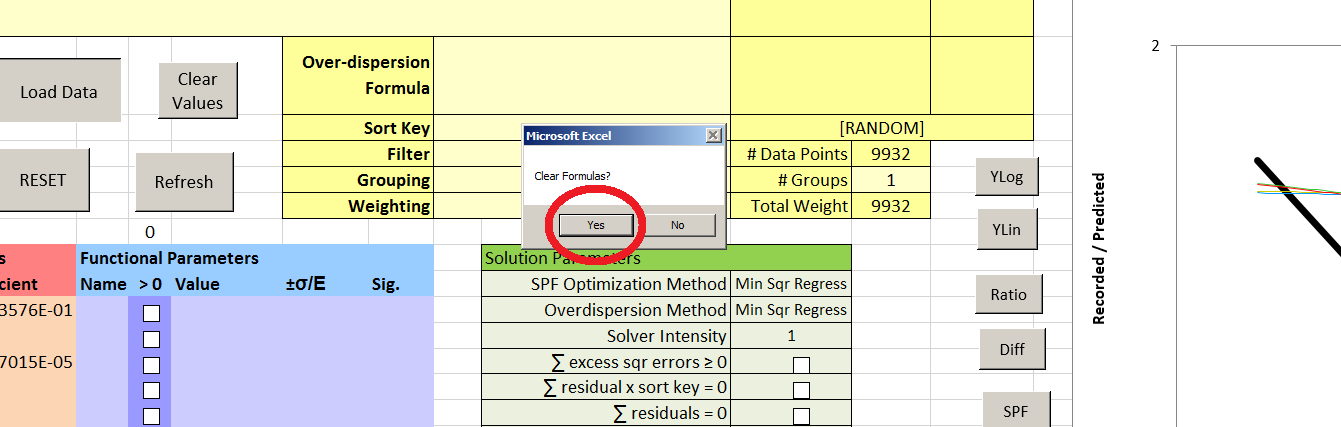 Over-dispersion
Formula
Load Data
Clear
Values
Sort Key
[RANDOM]
Microsoft Excel
Clear Formulas?
Yes
No
Filter
# Data Points 9932
Grouping
# Groups 1
Weighting
Total Weight 9932
RESET
Refresh
0
YLog
YLin
Ratio
Diff
SPF
2
Recorded / Predicted
s
cient
Functional Parameters
Name > 0 Value ±σ/E Sig.
3576E-01
7015E-05
Solution Parameters
SPF Optimization Method Min Sqr Regress
Overdispersion Method Min Sqr Regress
Solver Intensity 1
∑ excess sqr errors ≥ 0
∑ residual x sort key = 0
∑ residuals = 0